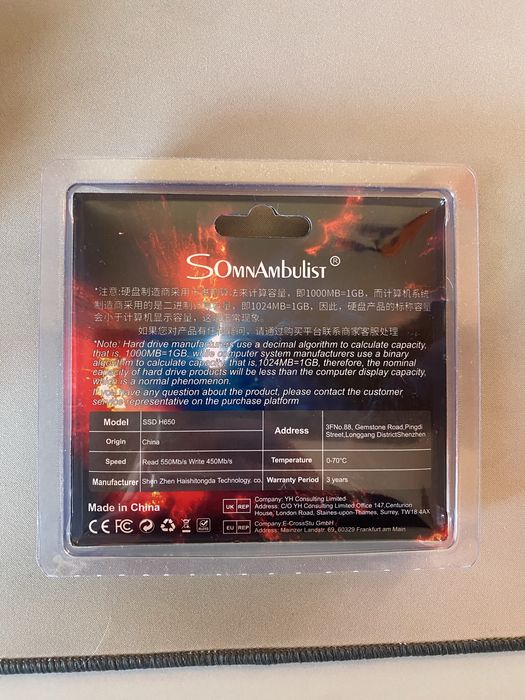 SOMNAMBULIST ®
*注意:硬盘制造商采用十进制算法来计算容量,即1000MB=1GB,而计算机系统
制造商采用的是二进制算法,即1024MB=1GB,因此,硬盘产品的标称容量
会小于计算机显示容量,这是正常现象。
如果您对产品有任何疑问,请通过购买平台联系商家客服处理
*Note: Hard drive manufacturers use a decimal algorithm to calculate capacity,
that is, 1000MB=1GB, while computer system manufacturers use a binary
algorithm to calculate capacity that is 1024MB=1GB, therefore, the nominal
capacity of hard drive products will be less than the computer display capacity,
which is a normal phenomenon.
If you have any question about the product, please contact the customer
service representative on the purchase platform
Model SSD H650
Address 3FNo.88, Gemstone Road,Pingdi
Street,Longgang DistrictShenzhen
Origin China
Speed Read 550Mb/s Write 450Mb/s
Temperature 0-70°C
Manufacturer Shen Zhen Haishitongda Technology. co.
Warranty Period 3 years
Made in China
CE FC RoHS
UK REP Company: YH Consulting Limited
Address: C/O YH Consulting Limited Office 147,Centurion
House, London Road, Staines-upon-Thames, Surrey, TW18 4AX
EU REP Company:E-CrossStu GmbH
Address: Mainzer Landstr. 69, 60329 Frankfurt am Main